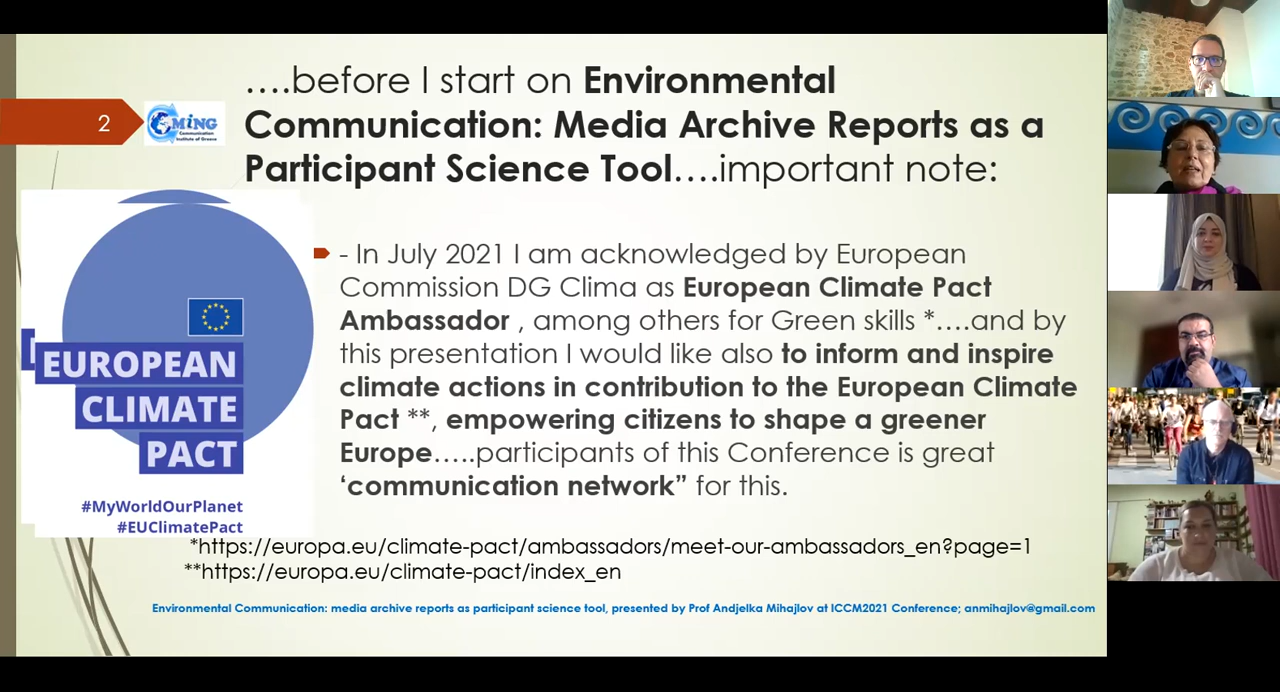 ….before I start on Environmental
Communication: Media Archive Reports as a
Participant Science Tool….important note:
2
COMinG
Communication
Institute of Greece
- In July 2021 I am acknowledged by European
Commission DG Clima as European Climate Pact
Ambassador , among others for Green skills *….and by
this presentation I would like also to inform and inspire
climate actions in contribution to the European Climate
Pact **, empowering citizens to shape a greener
Europe…..participants of this Conference is great
‘communication network” for this.
EUROPEAN
CLIMATE
PACT
#MyWorldOurPlanet
#EUClimatePact
*https://europa.eu/climate-pact/ambassadors/meet-our-ambassadors_en?page=1
**https://europa.eu/climate-pact/index_en
Environmental Communication: media archive reports as participant science tool, presented by Prof Andjelka Mihajlov at ICCM2021 Conference; anmihajlov@gmail.com